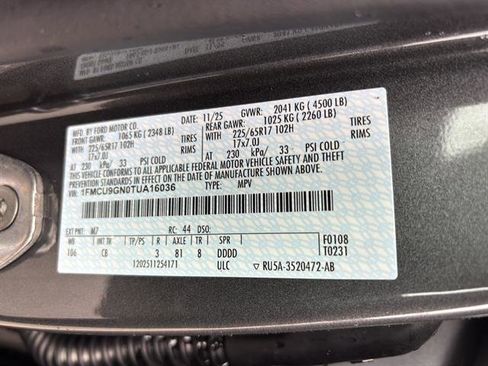 MFD. BY FORD MOTOR CO.
11/25
GVWR: 2041 KG (4500 LB)
FRONT GAWR: 1065 KG (2348 LB)
REAR GAWR: 1025 KG (2260 LB)
WITH 225/65R17 102H TIRES
WITH 225/65R17 102H TIRES
17x7.0J RIMS
17x7.0J RIMS
AT 230 kPa/ 33 PSI COLD
AT 230 kPa/ 33 PSI COLD
THIS VEHICLE CONFORMS TO ALL APPLICABLE FEDERAL MOTOR VEHICLE SAFETY, BUMPER, AND THEFT
PREVENTION STANDARDS IN EFFECT ON THE DATE OF MANUFACTURE SHOWN ABOVE.
VIN: 1FMCU9GN0TUA16036
TYPE: MPV
EXT PNT: M7 RC: 44 DSO:
WB INT TR TP/PS R AXLE TR SPR
F0108
106 CB 3 81 8 DDDD
T0231
1202511254171
ULC
RU5A-3520472-AB